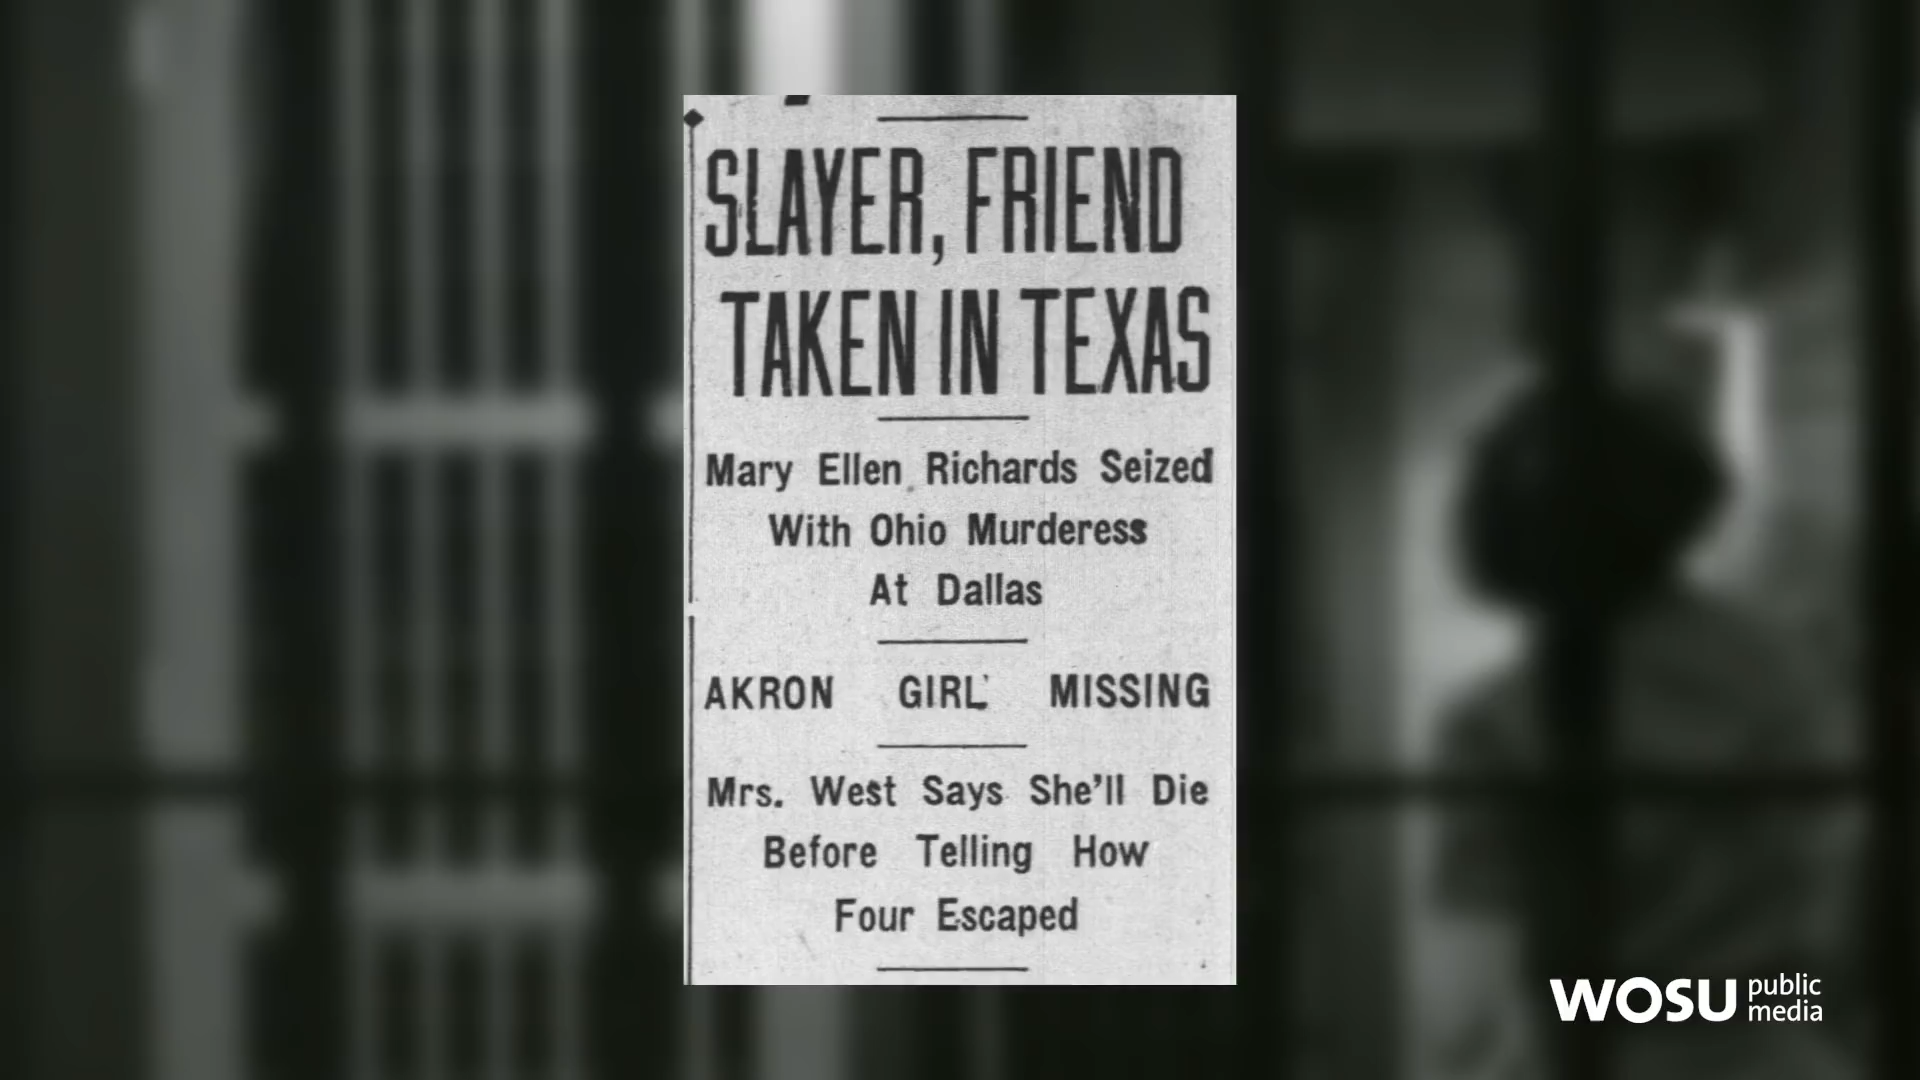 SLAYER, FRIEND
TAKEN IN TEXAS
Mary Ellen Richards Seized
With Ohio Murderess
At Dallas
AKRON GIRL MISSING
Mrs. West Says She'll Die
Before Telling How
Four Escaped
WOSU public
media